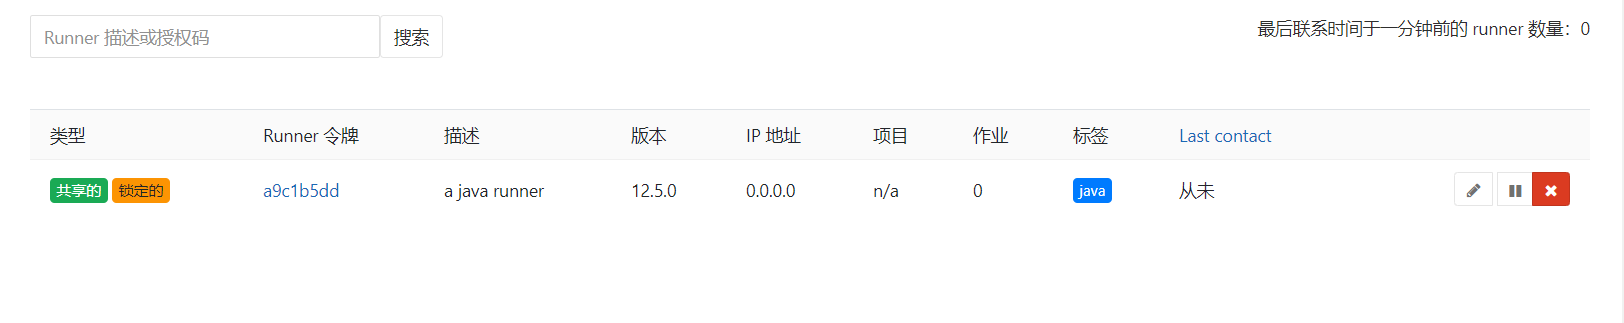 Runner 描述或授权码 搜索 最后联系时间于一分钟前的 runner 数量：0
类型 Runner 令牌 描述 版本 IP 地址 项目 作业 标签 Last contact
共享的 锁定的 a9c1b5dd a java runner 12.5.0 0.0.0.0 n/a 0 java 从未